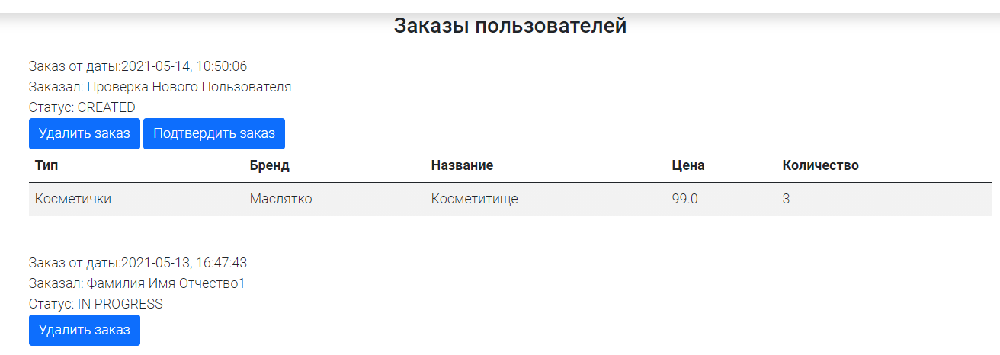 Заказы пользователей
Заказ от даты:2021-05-14, 10:50:06
Заказал: Проверка Нового Пользователя
Статус: CREATED
Удалить заказ Подтвердить заказ
Тип Бренд Название Цена Количество
Косметички Маслятко Косметитище 99.0 3
Заказ от даты:2021-05-13, 16:47:43
Заказал: Фамилия Имя Отчество1
Статус: IN PROGRESS
Удалить заказ